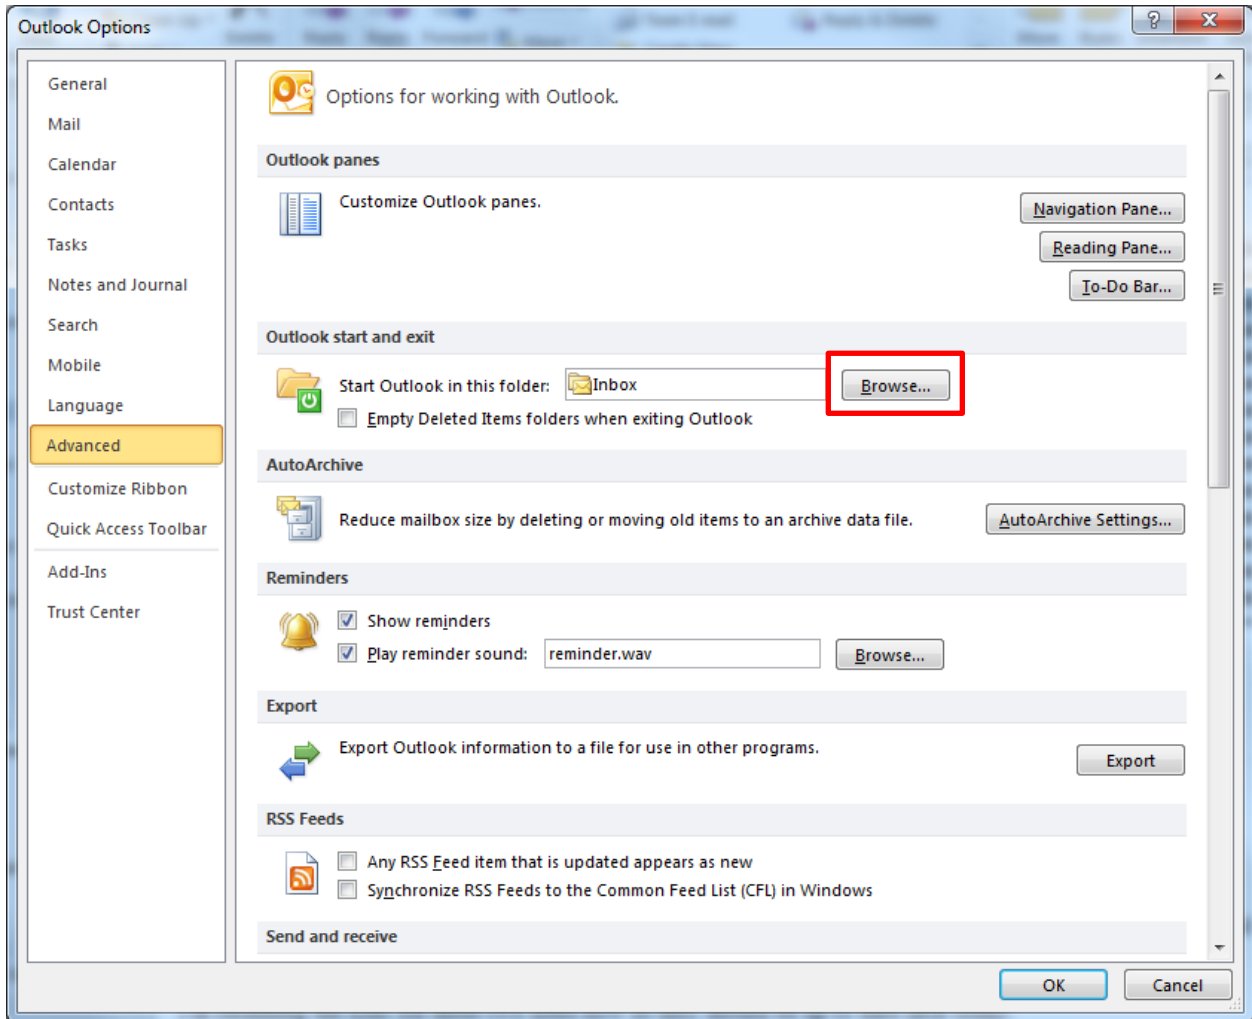 Outlook Options
General
Mail
Calendar
Contacts
Tasks
Notes and Journal
Search
Mobile
Language
Advanced
Customize Ribbon
Quick Access Toolbar
Add-Ins
Trust Center
Options for working with Outlook.
Outlook panes
Customize Outlook panes.
Navigation Pane...
Reading Pane...
To-Do Bar...
Outlook start and exit
Start Outlook in this folder: Inbox Browse...
Empty Deleted Items folders when exiting Outlook
AutoArchive
Reduce mailbox size by deleting or moving old items to an archive data file. AutoArchive Settings...
Reminders
Show reminders
Play reminder sound: reminder.wav Browse...
Export
Export Outlook information to a file for use in other programs.
Export
RSS Feeds
Any RSS Feed item that is updated appears as new
Synchronize RSS Feeds to the Common Feed List (CFL) in Windows
Send and receive
OK Cancel